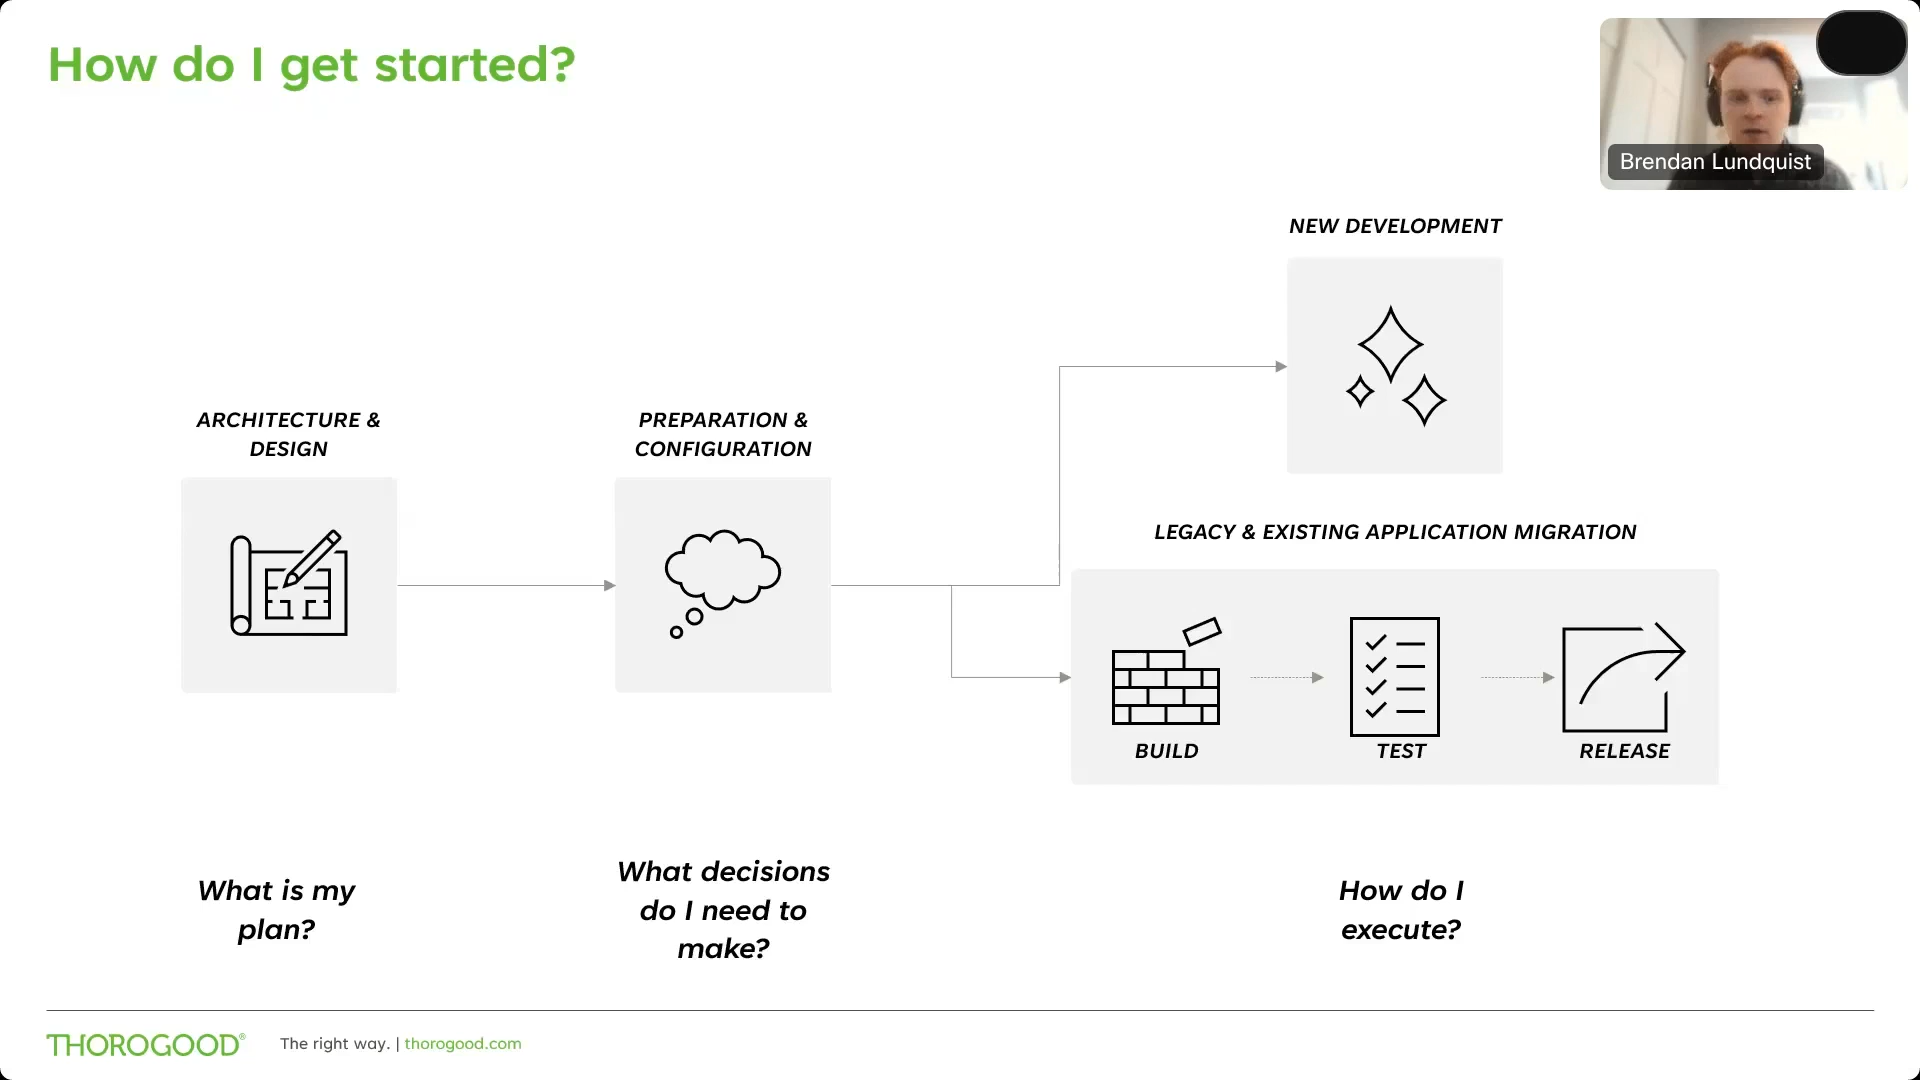 How do I get started?
Brendan Lundquist
NEW DEVELOPMENT
ARCHITECTURE &
DESIGN
PREPARATION &
CONFIGURATION
LEGACY & EXISTING APPLICATION MIGRATION
BUILD
TEST
RELEASE
What is my
plan?
What decisions
do I need to
make?
How do I
execute?
THOROGOOD®
The right way. | thorogood.com